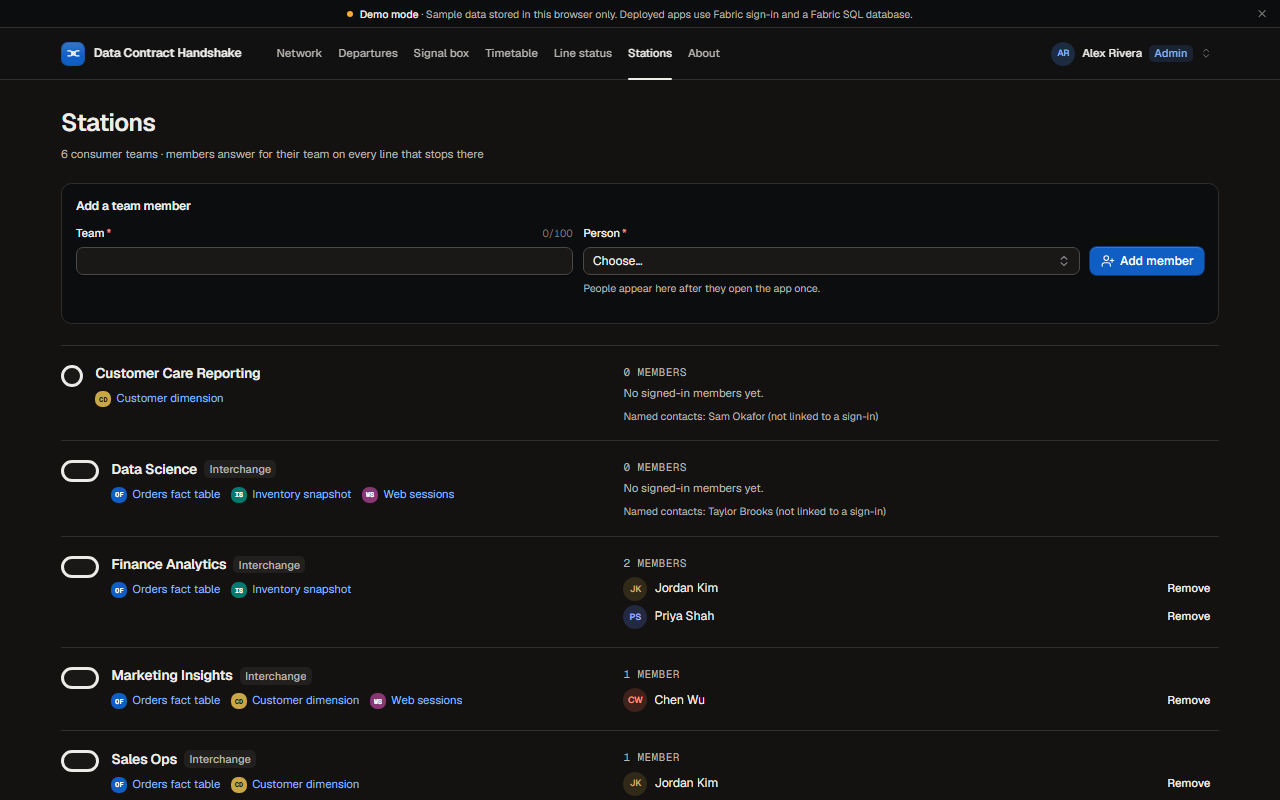 Demo mode · Sample data stored in this browser only. Deployed apps use Fabric sign-in and a Fabric SQL database.
Data Contract Handshake
Network
Departures
Signal box
Timetable
Line status
Stations
About
AR
Alex Rivera
Admin
Stations
6 consumer teams · members answer for their team on every line that stops there
Add a team member
Team *
0/100
Person *
Choose...
Add member
People appear here after they open the app once.
Customer Care Reporting
CD Customer dimension
0 MEMBERS
No signed-in members yet.
Named contacts: Sam Okafor (not linked to a sign-in)
Data Science Interchange
OF Orders fact table IS Inventory snapshot WS Web sessions
0 MEMBERS
No signed-in members yet.
Named contacts: Taylor Brooks (not linked to a sign-in)
Finance Analytics Interchange
OF Orders fact table IS Inventory snapshot
2 MEMBERS
JK Jordan Kim Remove
PS Priya Shah Remove
Marketing Insights Interchange
OF Orders fact table CD Customer dimension WS Web sessions
1 MEMBER
CW Chen Wu Remove
Sales Ops Interchange
OF Orders fact table CD Customer dimension
1 MEMBER
JK Jordan Kim Remove